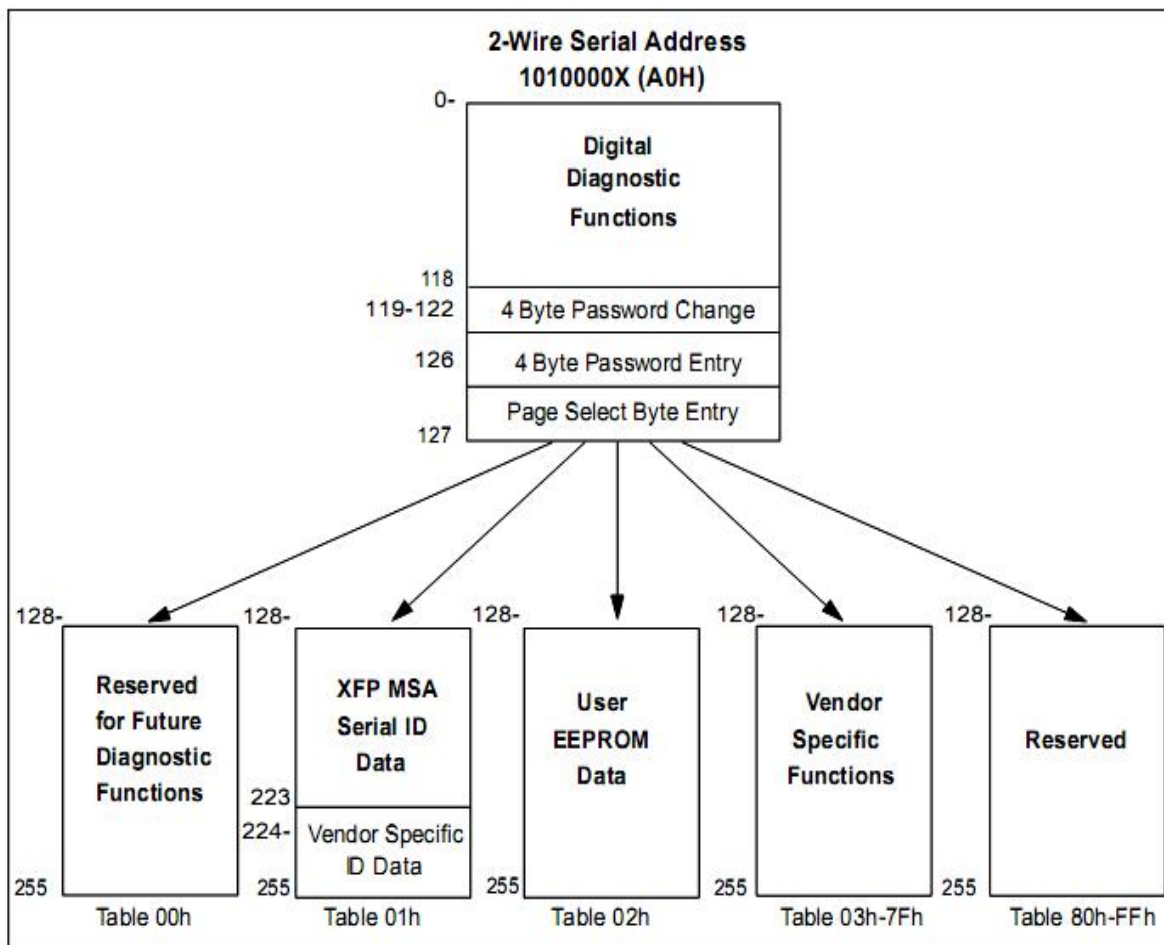 2-Wire Serial Address
1010000X (A0H)
0-
Digital
Diagnostic
Functions
118
119-122
4 Byte Password Change
126
4 Byte Password Entry
Page Select Byte Entry
127
128-
128-
128-
128-
128-
Reserved
for Future
Diagnostic
Functions
XFP MSA
Serial ID
Data
User
EEPROM
Data
Vendor
Specific
Functions
Reserved
223
224-
Vendor Specific
ID Data
255
255
255
255
255
Table 00h
Table 01h
Table 02h
Table 03h-7Fh
Table 80h-FFh